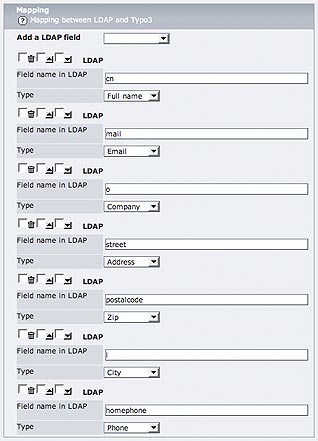 Mapping
Mapping between LDAP and Typo3
Add a LDAP field
LDAP
Field name in LDAP cn
Type Full name
LDAP
Field name in LDAP mail
Type Email
LDAP
Field name in LDAP o
Type Company
LDAP
Field name in LDAP street
Type Address
LDAP
Field name in LDAP postalcode
Type Zip
LDAP
Field name in LDAP l
Type City
LDAP
Field name in LDAP homephone
Type Phone